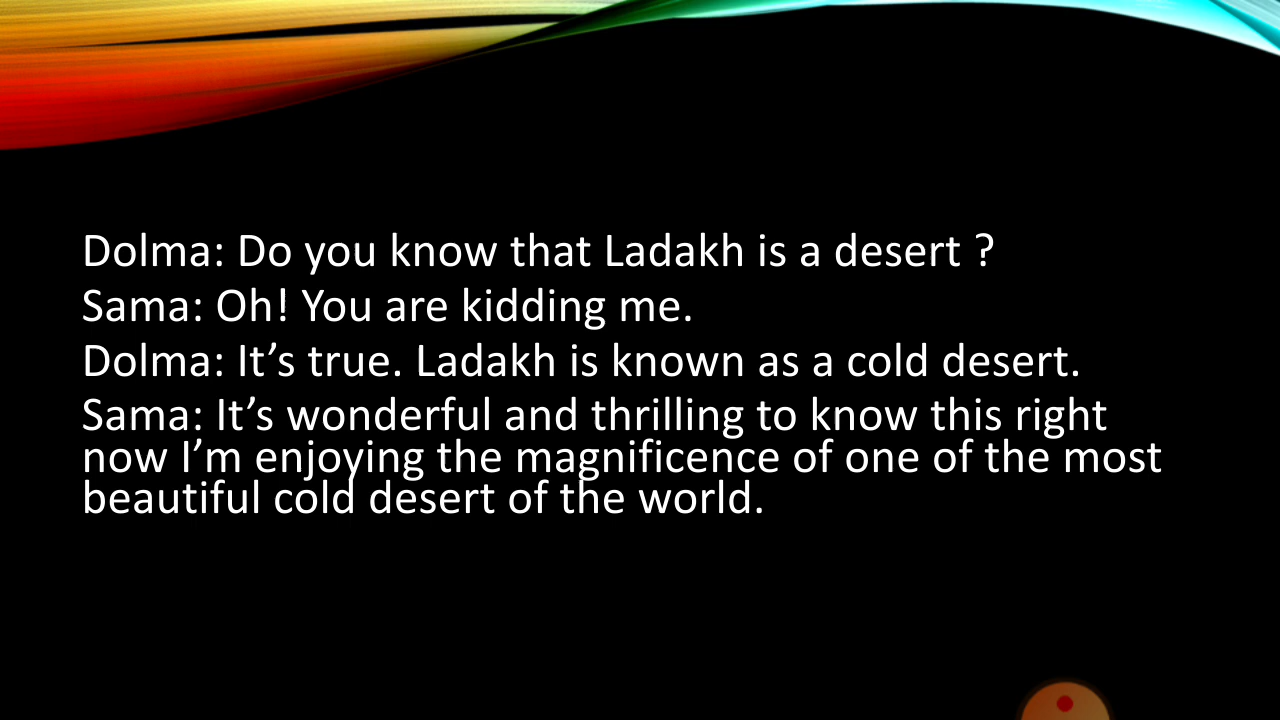 Dolma: Do you know that Ladakh is a desert ?
Sama: Oh! You are kidding me.
Dolma: It’s true. Ladakh is known as a cold desert.
Sama: It’s wonderful and thrilling to know this right
now I’m enjoying the magnificence of one of the most
beautiful cold desert of the world.